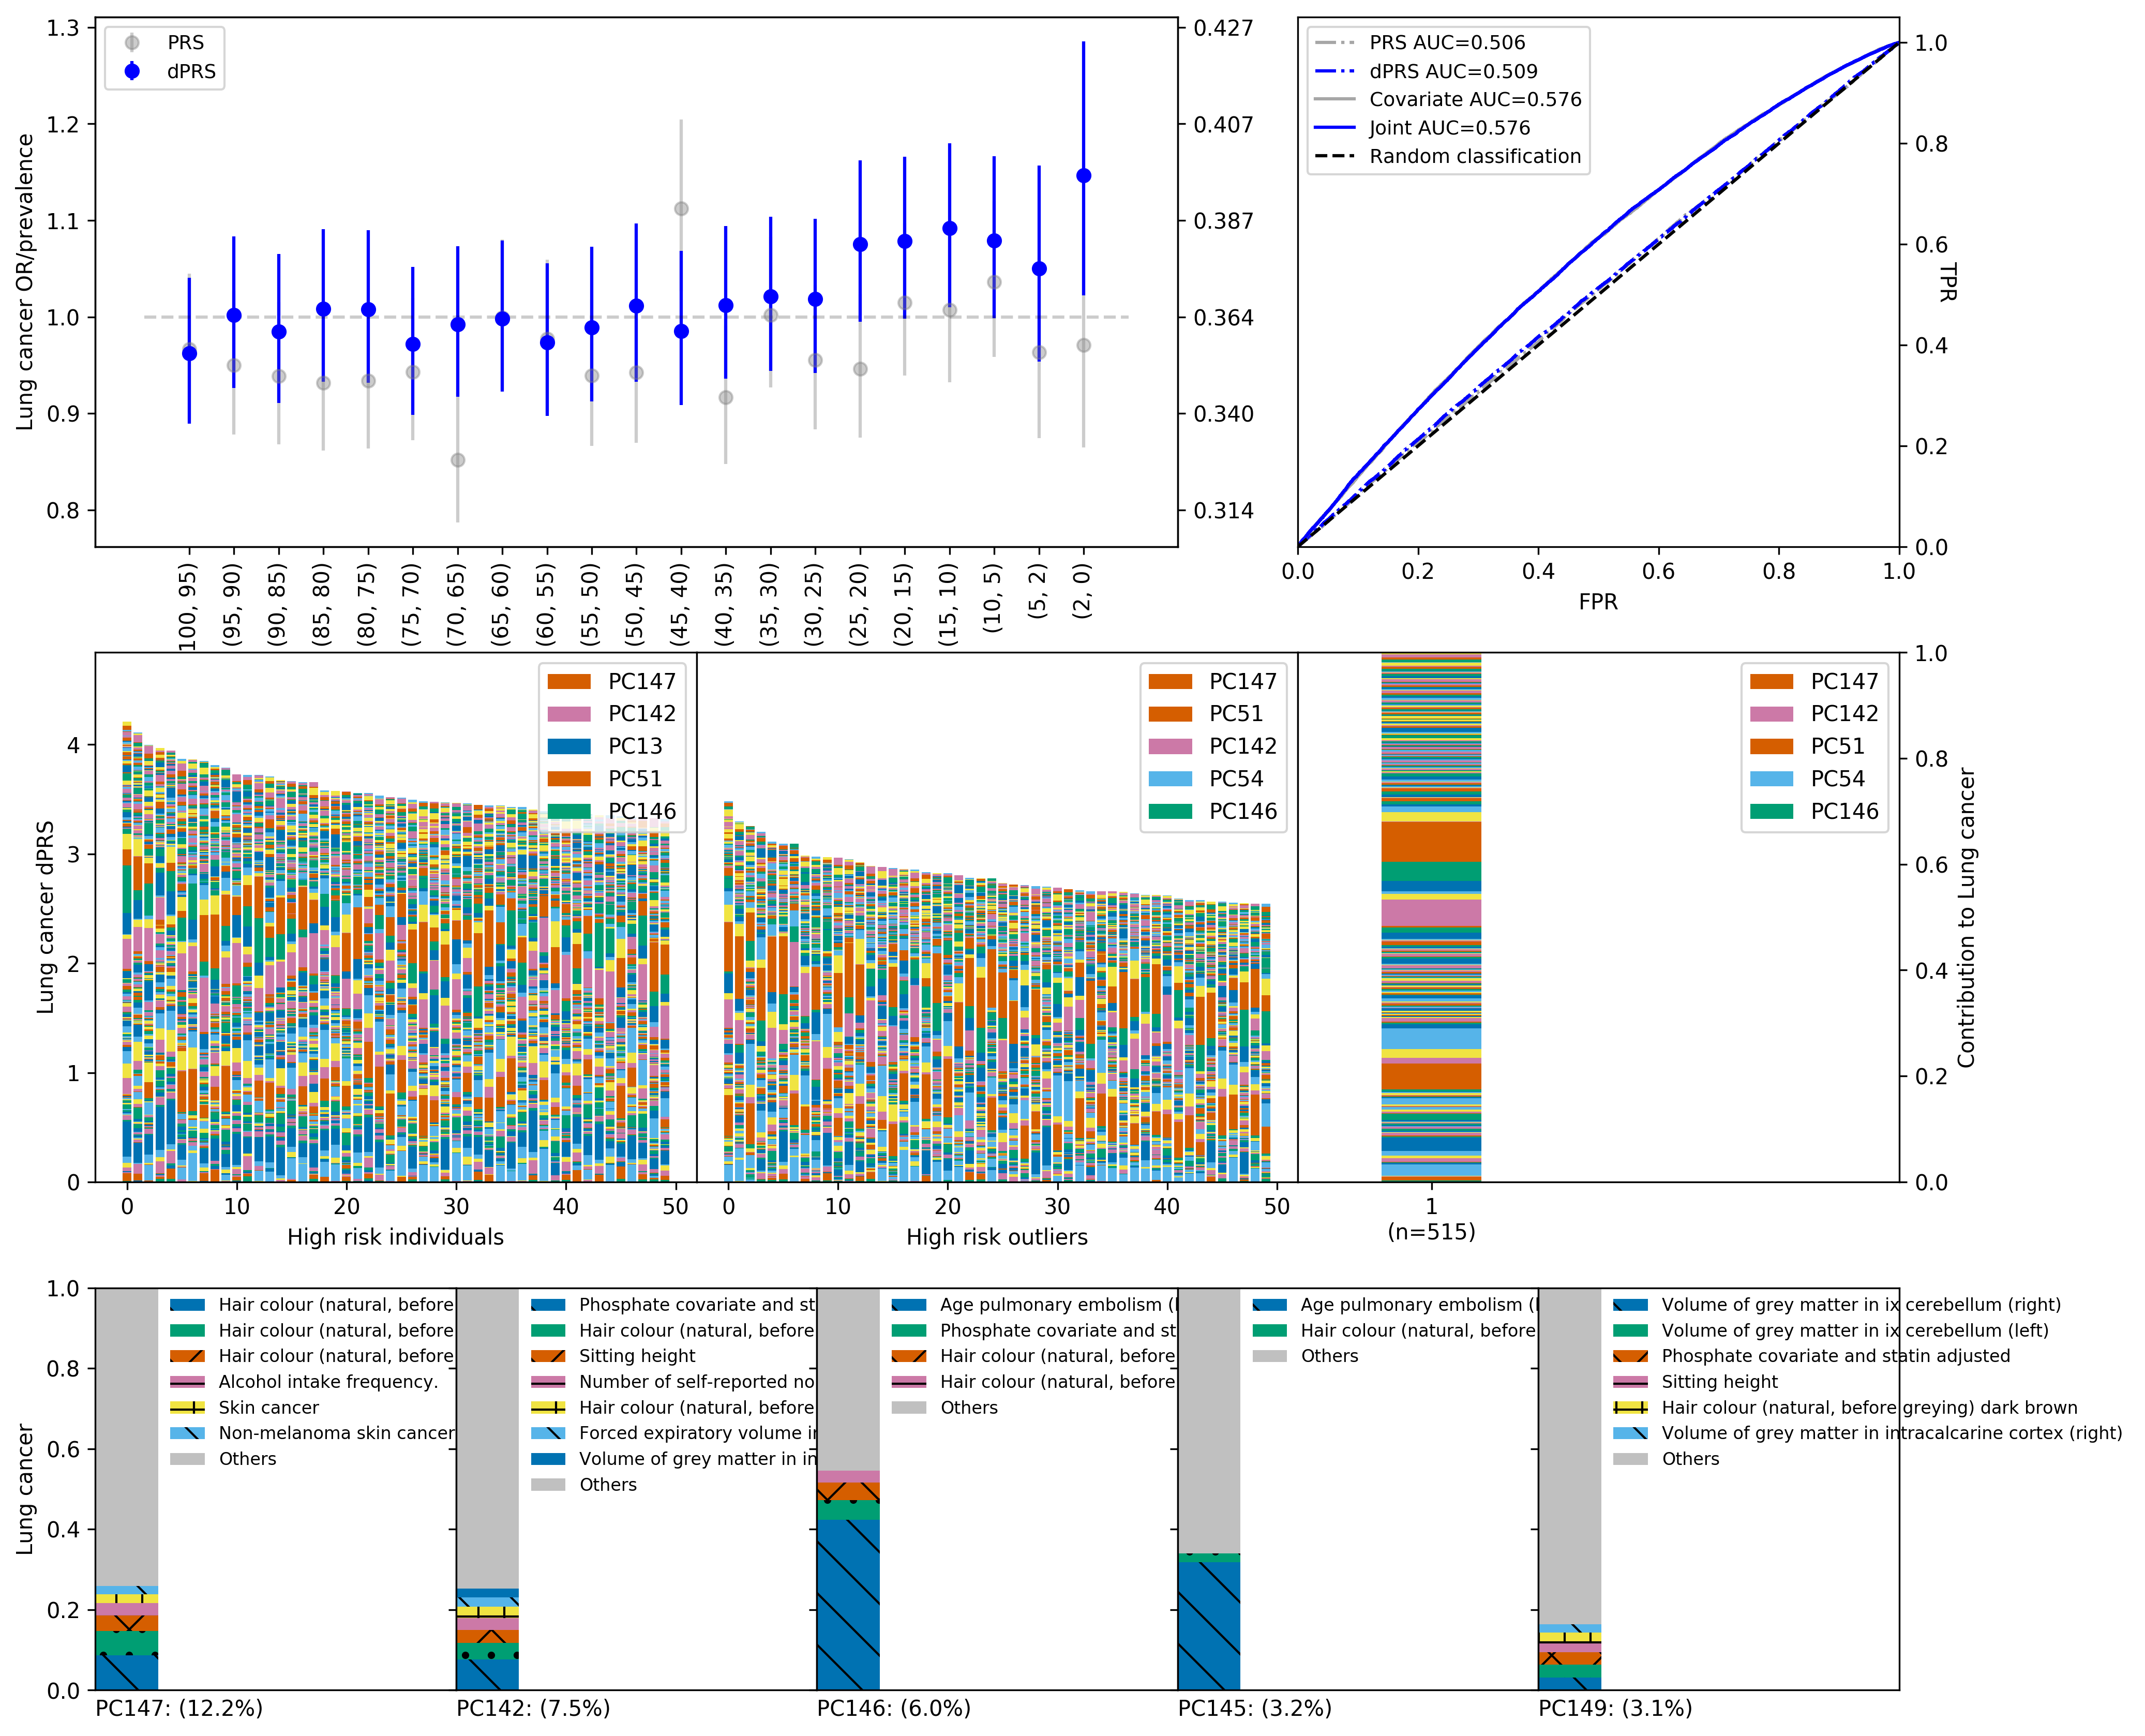 1.3
1.2
1.1
1.0
0.9
0.8
Lung cancer OR/prevalence
PRS
dPRS
0.427
0.407
0.387
0.364
0.340
0.314
100, 95)
(95, 90)
(90, 85)
(85, 80)
(80, 75)
(75, 70)
(70, 65)
(65, 60)
(60, 55)
(55, 50)
(50, 45)
(45, 40)
(40, 35)
(35, 30)
(30, 25)
(25, 20)
(20, 15)
(15, 10)
(10, 5)
(5, 2)
(2, 0)
PRS AUC=0.506
dPRS AUC=0.509
Covariate AUC=0.576
Joint AUC=0.576
Random classification
1.0
0.8
0.6
0.4
0.2
0.0
TPR
0.0 0.2 0.4 0.6 0.8 1.0
FPR
Lung cancer dPRS
4
3
2
1
0
PC147
PC142
PC13
PC51
PC146
0 10 20 30 40 50
High risk individuals
PC147
PC51
PC142
PC54
PC146
0 10 20 30 40 50
High risk outliers
PC147
PC142
PC51
PC54
PC146
1
(n=515)
1.0
0.8
0.6
0.4
0.2
0.0
Contribution to Lung cancer
Lung cancer
1.0
0.8
0.6
0.4
0.2
0.0
Hair colour (natural, before
Hair colour (natural, before
Hair colour (natural, before
Alcohol intake frequency.
Skin cancer
Non-melanoma skin cancer
Others
PC147: (12.2%)
Phosphate covariate and st
Hair colour (natural, before
Sitting height
Number of self-reported no
Hair colour (natural, before
Forced expiratory volume in
Volume of grey matter in in
Others
PC142: (7.5%)
Age pulmonary embolism (
Phosphate covariate and st
Hair colour (natural, before
Hair colour (natural, before
Others
PC146: (6.0%)
Age pulmonary embolism (
Hair colour (natural, before
Others
PC145: (3.2%)
Volume of grey matter in ix cerebellum (right)
Volume of grey matter in ix cerebellum (left)
Phosphate covariate and statin adjusted
Sitting height
Hair colour (natural, before greying) dark brown
Volume of grey matter in intracalcarine cortex (right)
Others
PC149: (3.1%)